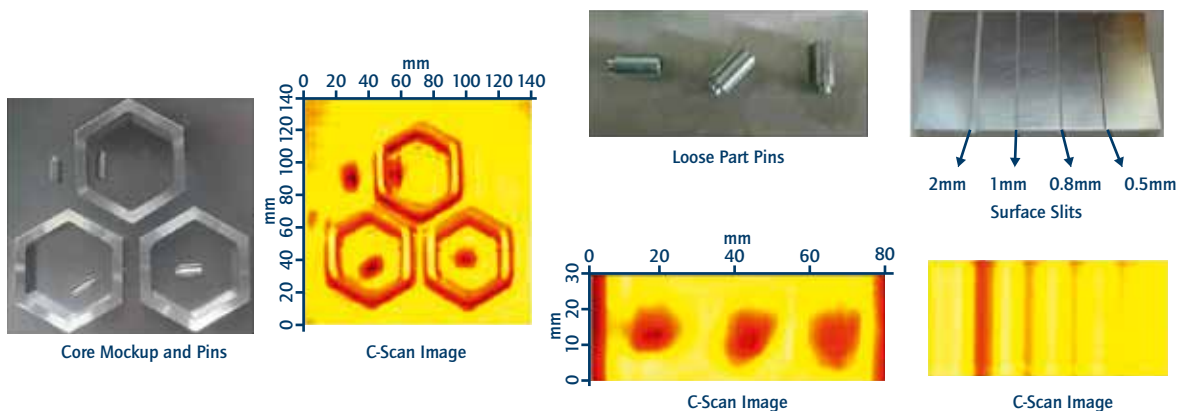 mm
0 20 40 60 80 100 120 140
140
120
100
80
60
40
20
0
mm
Core Mockup and Pins
C-Scan Image
Loose Part Pins
2mm 1mm 0.8mm 0.5mm
Surface Slits
mm
0 20 40 60 80
30
20
10
0
mm
C-Scan Image
C-Scan Image